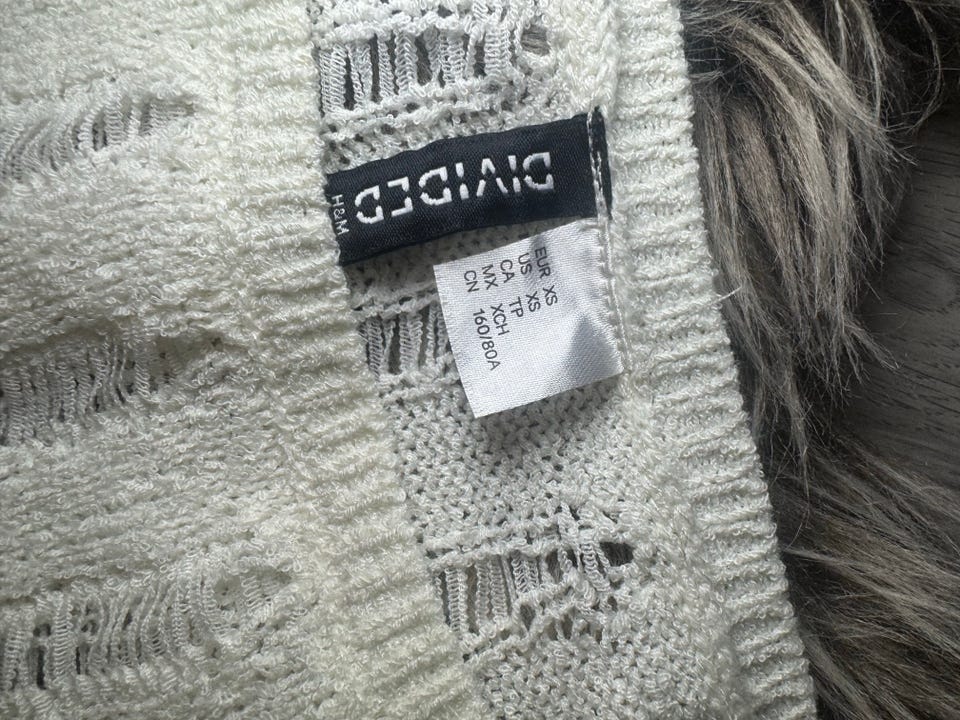 DIVIDED
H&M
EUR XS
US XS
CA TP
MX XCH
CN 160/80A